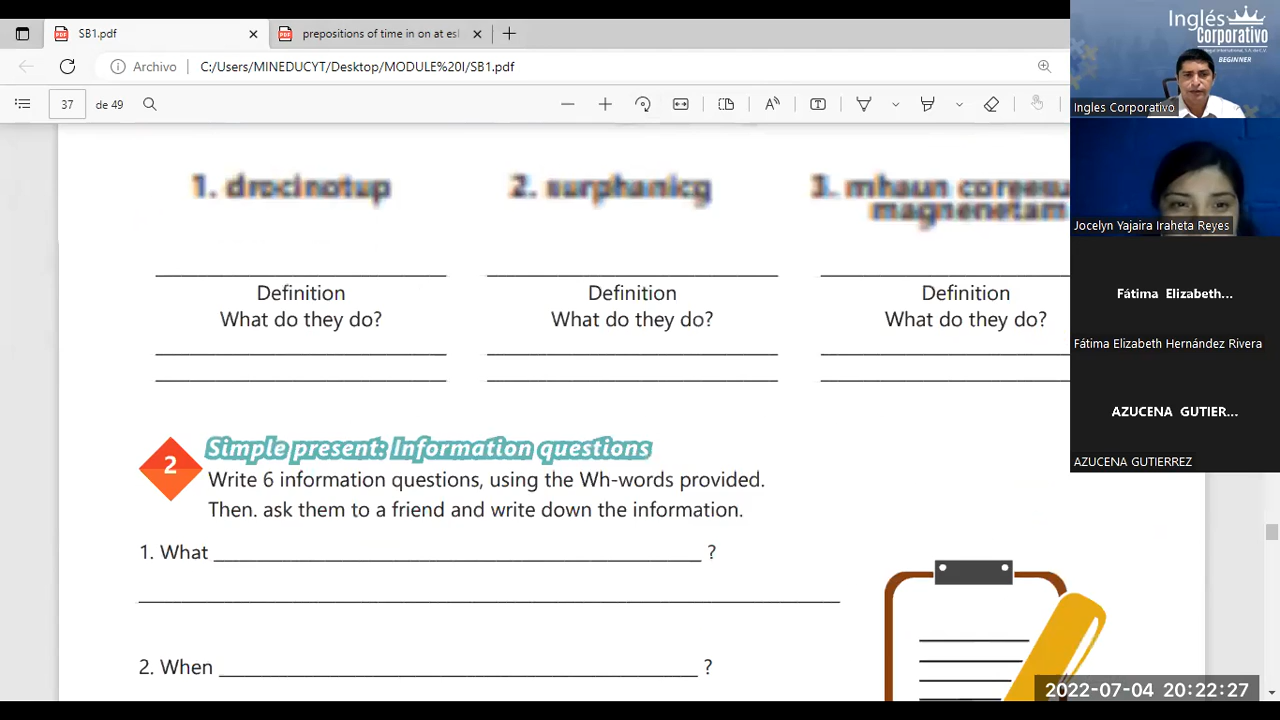 SB1.pdf
prepositions of time in on at esl
Archivo
C:/Users/MINEDUCYT/Desktop/MODULE%20I/SB1.pdf
37
de 49
1. drocinotup
2. surphanicg
3. mhaun coreesu
magnenetam
Definition
What do they do?
Definition
What do they do?
Definition
What do they do?
2
Simple present: Information questions
Write 6 information questions, using the Wh-words provided.
Then. ask them to a friend and write down the information.
1. What ?
2. When ?
Inglés
Corporativo
BEGINNER
Ingles Corporativo
Jocelyn Yajaira Iraheta Reyes
Fátima Elizabeth...
Fátima Elizabeth Hernández Rivera
AZUCENA GUTIER...
AZUCENA GUTIERREZ
2022-07-04 20:22:27